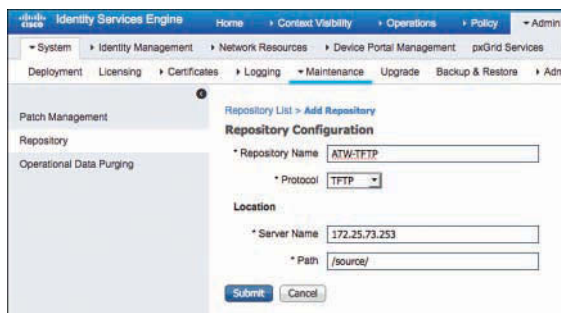 cisco Identity Services Engine Home Context Visibility Operations Policy Admin
System Identity Management Network Resources Device Portal Management pxGrid Services
Deployment Licensing Certificates Logging Maintenance Upgrade Backup & Restore Adm
Patch Management
Repository
Operational Data Purging
Repository List > Add Repository
Repository Configuration
* Repository Name ATW-TFTP
* Protocol TFTP
Location
* Server Name 172.25.73.253
* Path /source/
Submit Cancel